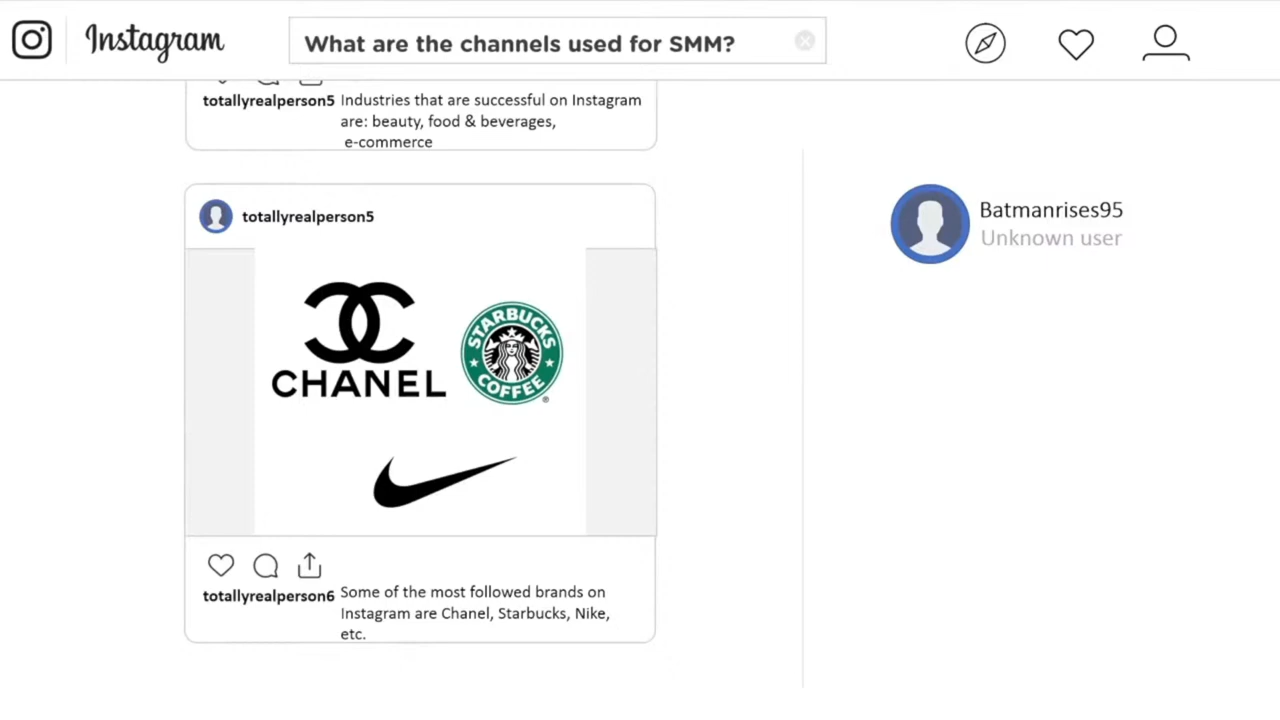 Instagram
What are the channels used for SMM?
totallyrealperson5 Industries that are successful on Instagram
are: beauty, food & beverages,
e-commerce
totallyrealperson5
CHANEL
STARBUCKS
COFFEE
®
totallyrealperson6 Some of the most followed brands on
Instagram are Chanel, Starbucks, Nike,
etc.
Batmanrises95
Unknown user